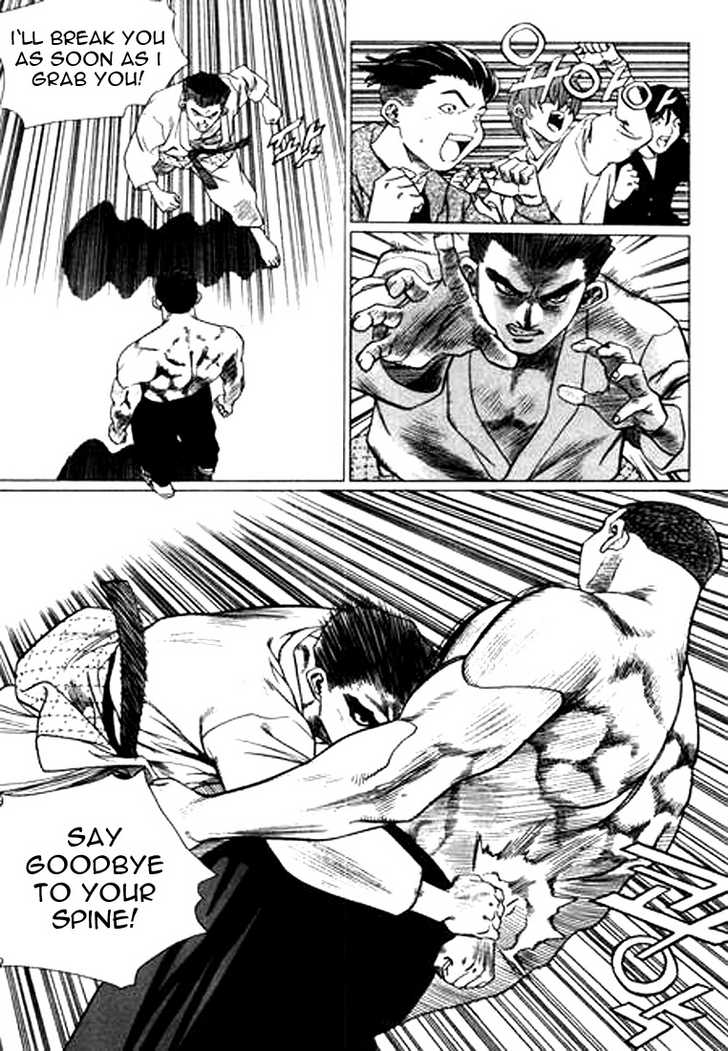 I'LL BREAK YOU
AS SOON AS I
GRAB YOU!
SAY
GOODBYE
TO YOUR
SPINE!